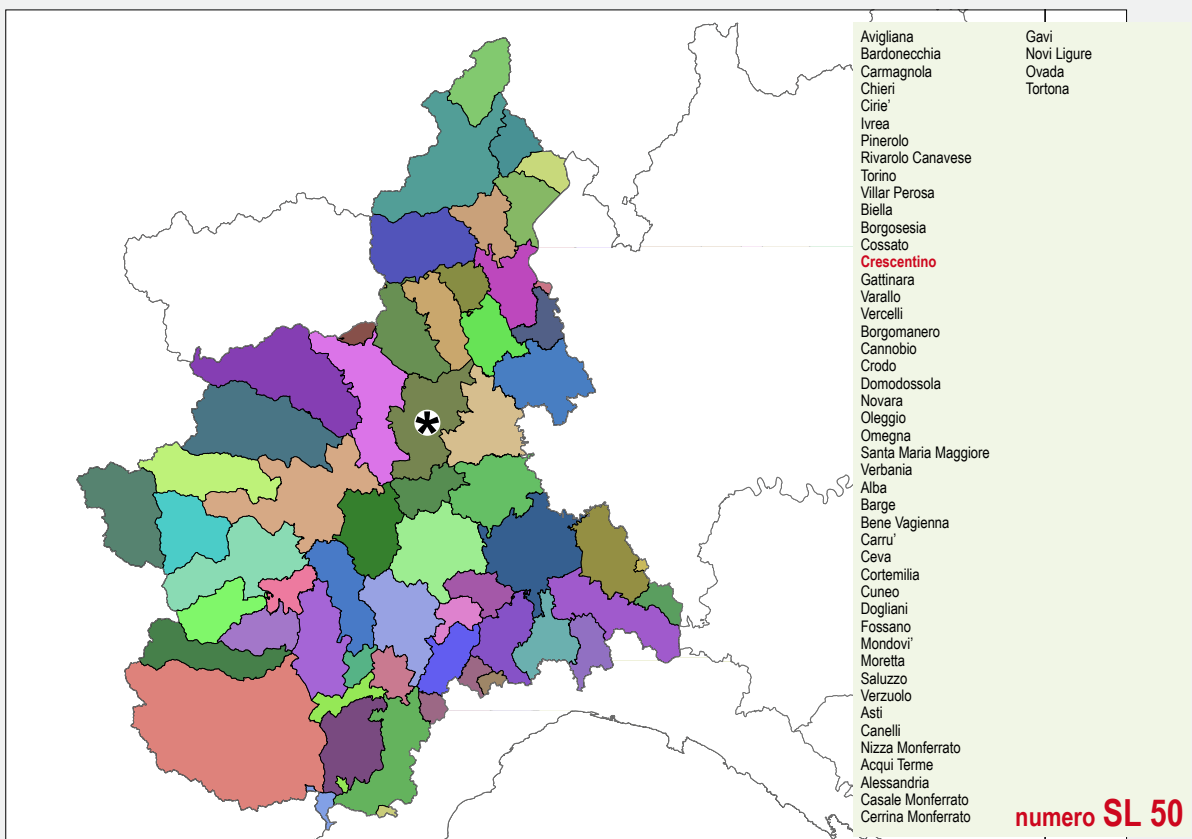 Avigliana
Bardonecchia
Carmagnola
Chieri
Cirie'
Ivrea
Pinerolo
Rivarolo Canavese
Torino
Villar Perosa
Biella
Borgosesia
Cossato
Crescentino
Gattinara
Varallo
Vercelli
Borgomanero
Cannobio
Crodo
Domodossola
Novara
Oleggio
Omegna
Santa Maria Maggiore
Verbania
Alba
Barge
Bene Vagienna
Carru'
Ceva
Cortemilia
Cuneo
Dogliani
Fossano
Mondovi'
Moretta
Saluzzo
Verzuolo
Asti
Canelli
Nizza Monferrato
Acqui Terme
Alessandria
Casale Monferrato
Cerrina Monferrato
Gavi
Novi Ligure
Ovada
Tortona
numero SL 50
*